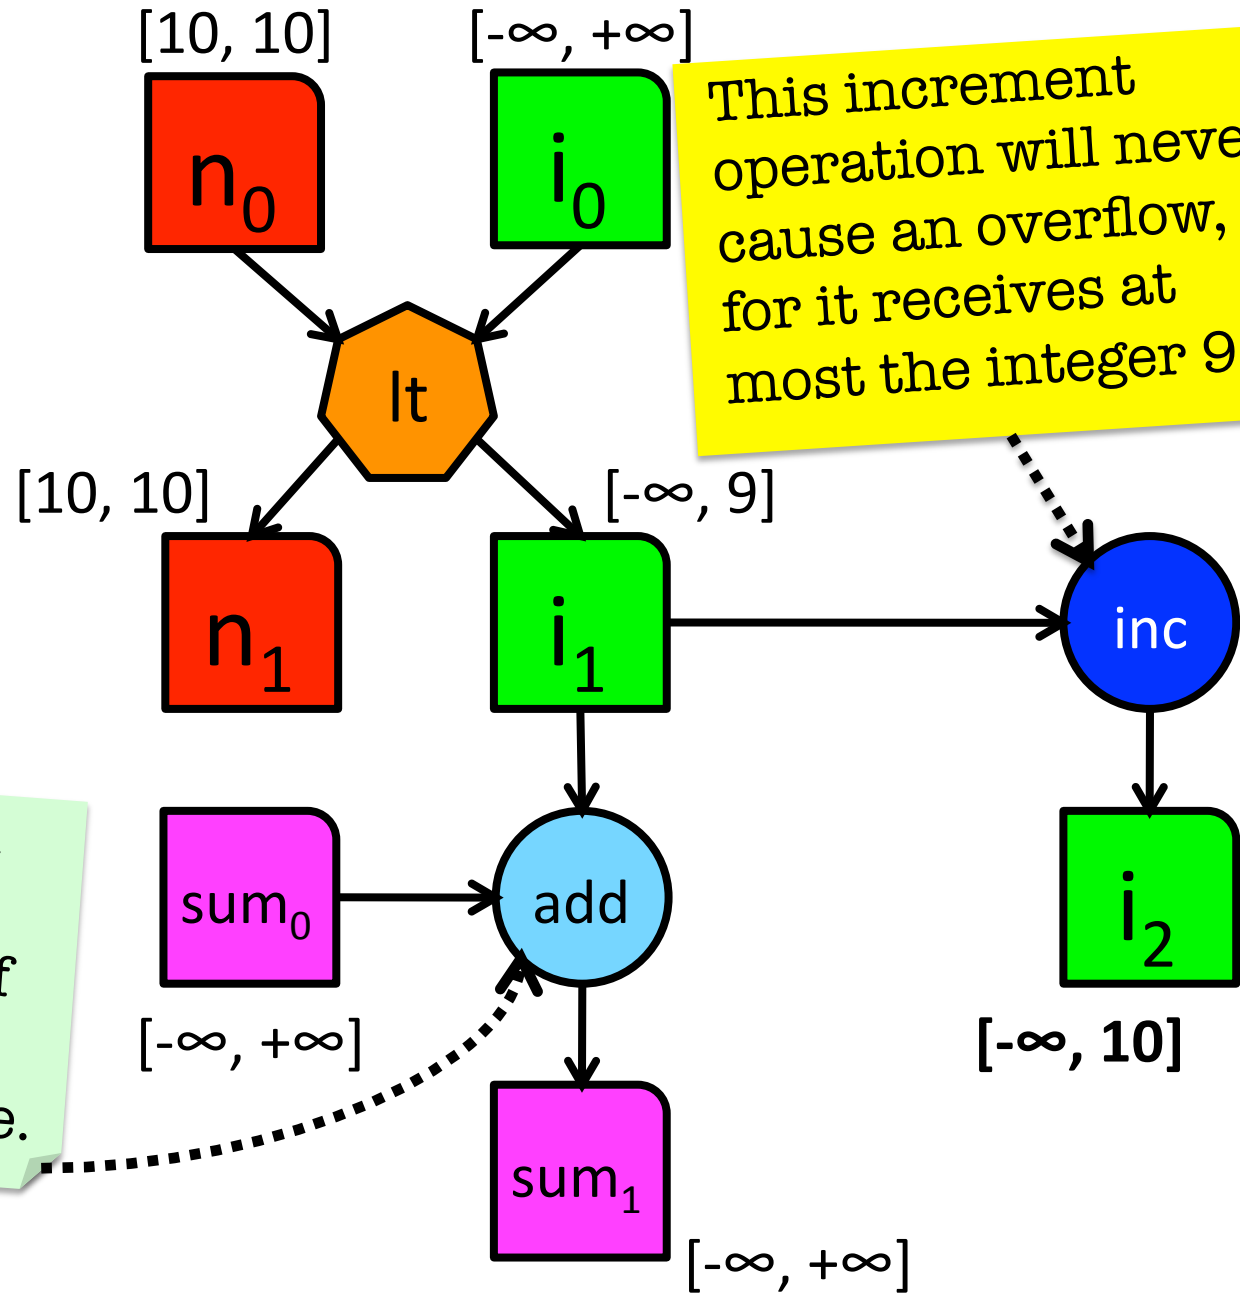 [10, 10]
[-∞, +∞]
n0
i0
This increment
operation will neve
cause an overflow,
for it receives at
most the integer 9
lt
[10, 10]
[-∞, 9]
n1
i1
inc
sum0
add
i2
f
e.
[-∞, +∞]
[-∞, 10]
sum1
[-∞, +∞]